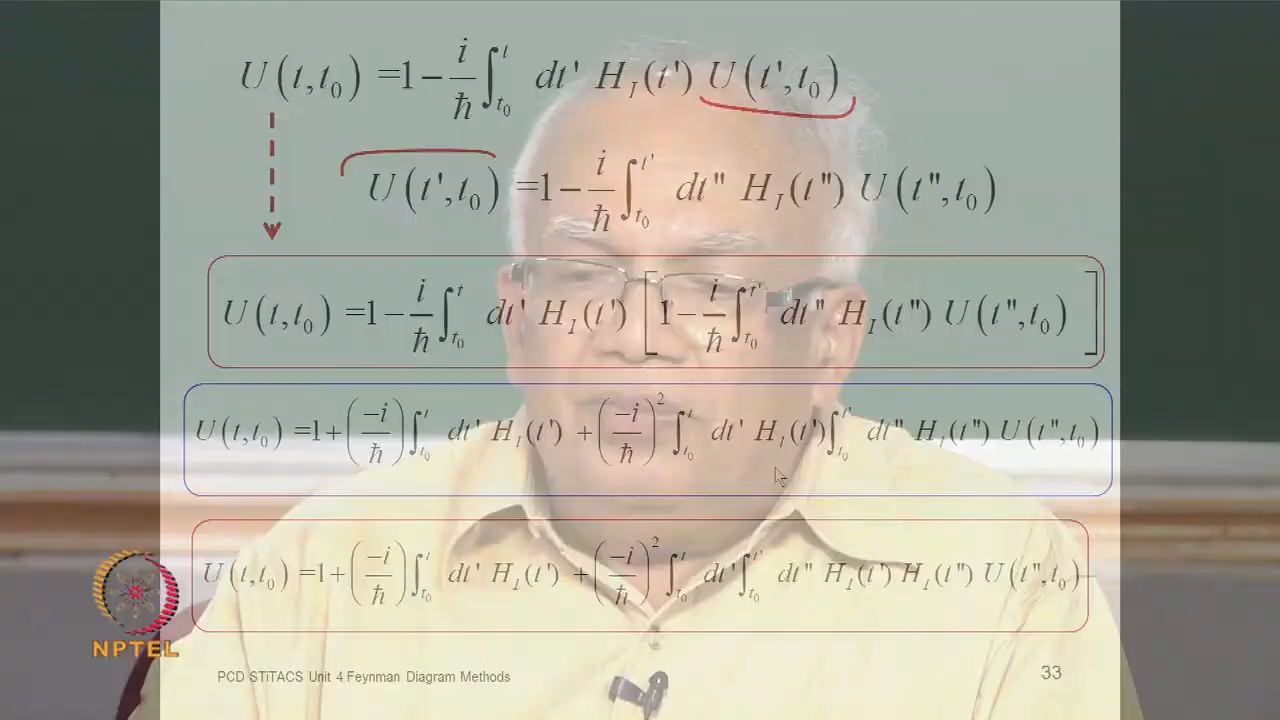 U(t,t₀) =1− i/ħ ∫_{t₀}^{t} dt' H_I(t') U(t',t₀)
U(t',t₀) =1− i/ħ ∫_{t₀}^{t'} dt" H_I(t") U(t",t₀)
U(t,t₀) =1− i/ħ ∫_{t₀}^{t} dt' H_I(t') [1− i/ħ ∫_{t₀}^{t'} dt" H_I(t") U(t",t₀)]
U(t,t₀) =1+(−i/ħ) ∫_{t₀}^{t} dt' H_I(t') +(−i/ħ)² ∫_{t₀}^{t} dt' H_I(t') ∫_{t₀}^{t'} dt" H_I(t") U(t",t₀)
U(t,t₀) =1+(−i/ħ) ∫_{t₀}^{t} dt' H_I(t') +(−i/ħ)² ∫_{t₀}^{t} dt' ∫_{t₀}^{t'} dt" H_I(t') H_I(t") U(t",t₀)
NPTEL
PCD STiTACS Unit 4 Feynman Diagram Methods
33